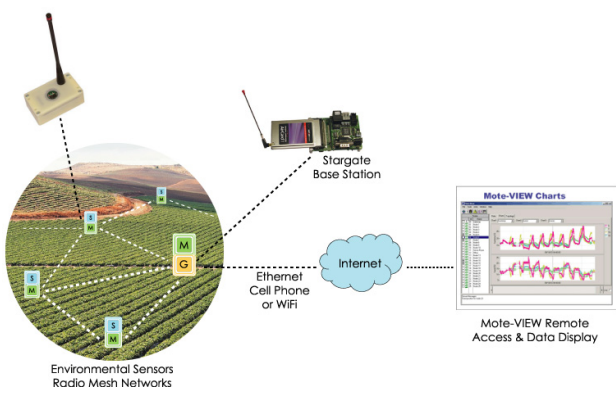 Stargate
Base Station
Mote-VIEW Charts
S
M
S
M
M
G
S
M
S
M
Internet
Ethernet
Cell Phone
or WiFi
Mote-VIEW Remote
Access & Data Display
Environmental Sensors
Radio Mesh Networks